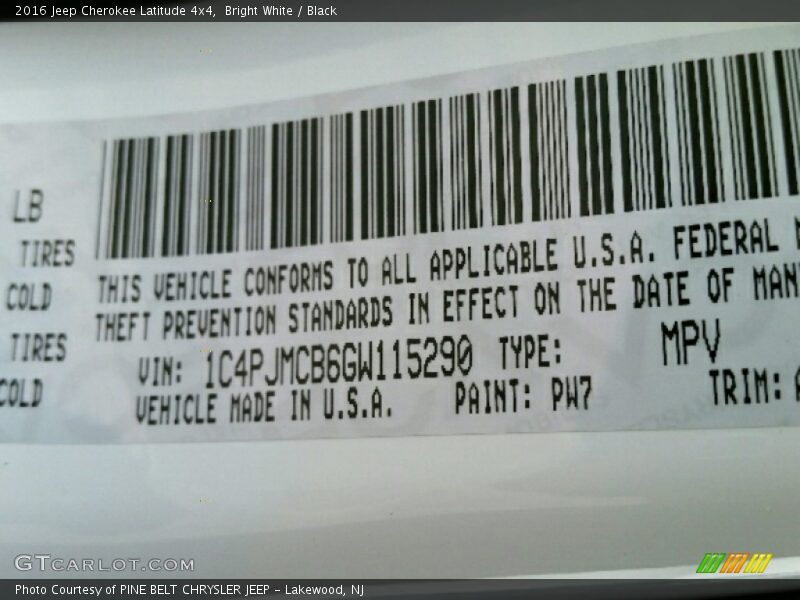 2016 Jeep Cherokee Latitude 4x4,  Bright White / Black
LB
TIRES
COLD
TIRES
COLD
THIS VEHICLE CONFORMS TO ALL APPLICABLE U.S.A. FEDERAL
THEFT PREVENTION STANDARDS IN EFFECT ON THE DATE OF MAN
VIN: 1C4PJMCB6GW115290 TYPE: MPV
VEHICLE MADE IN U.S.A. PAINT: PW7 TRIM:
GTCARLOT.COM
Photo Courtesy of PINE BELT CHRYSLER JEEP - Lakewood, NJ